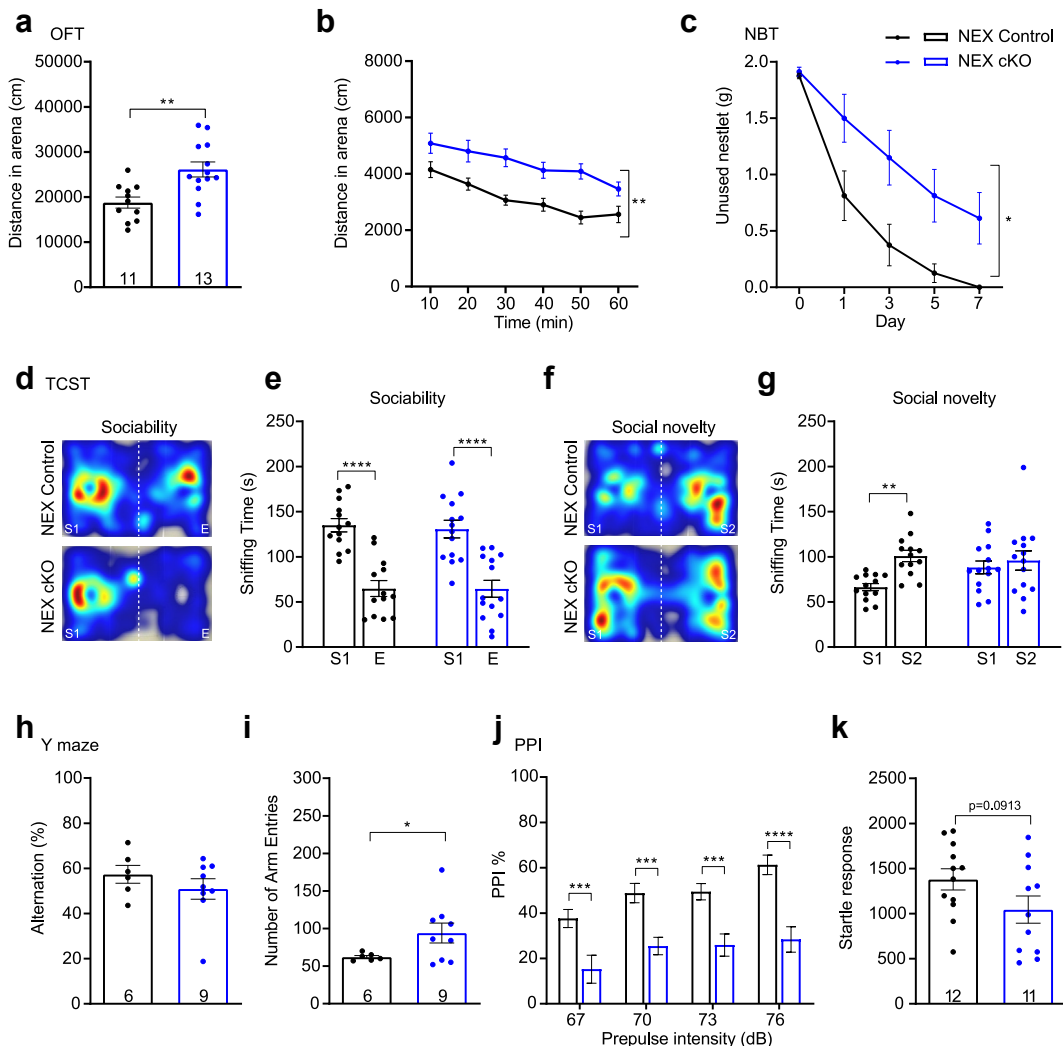 a OFT
Distance in arena (cm)
50000
40000
30000
20000
10000
0
**
11
13
b
Distance in arena (cm)
8000
6000
4000
2000
0
**
10 20 30 40 50 60
Time (min)
c NBT
NEX Control
NEX cKO
Unused nestlet (g)
2.0
1.5
1.0
0.5
0.0
*
0 1 3 5 7
Day
d TCST
Sociability
NEX Control
S1 E
NEX cKO
S1 E
e
Sociability
Sniffing Time (s)
250
200
150
100
50
0
**** ****
S1 E S1 E
f
Social novelty
NEX Control
S1 S2
NEX cKO
S1 S2
g
Social novelty
Sniffing Time (s)
250
200
150
100
50
0
**
S1 S2 S1 S2
h Y maze
Alternation (%)
100
80
60
40
20
0
6 9
i
Number of Arm Entries
300
250
200
150
100
50
0
*
6 9
j PPI
PPI %
100
80
60
40
20
0
*** *** *** ****
67 70 73 76
Prepulse intensity (dB)
k
Startle response
2500
2000
1500
1000
500
0
p=0.0913
12 11